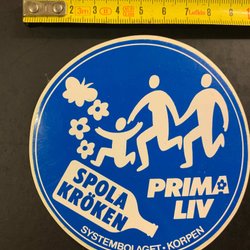 SPOLA
KRÖKEN
PRIMA
LIV
SYSTEMBOLAGET - KORPEN